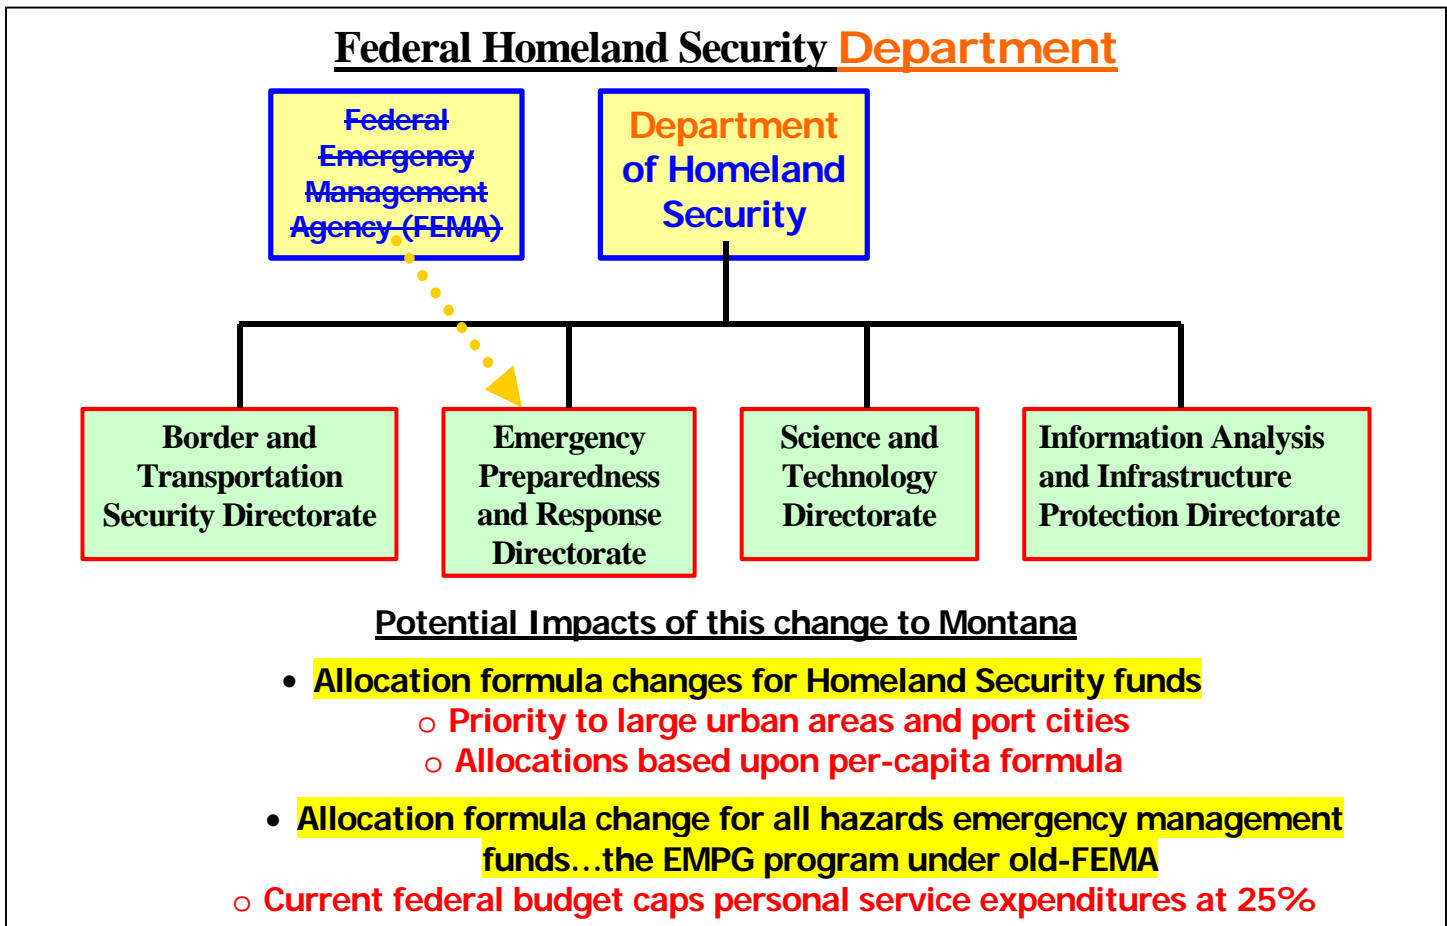 Federal Homeland Security Department
Federal
Emergency
Management
Agency (FEMA)
Department
of Homeland
Security
Border and
Transportation
Security Directorate
Emergency
Preparedness
and Response
Directorate
Science and
Technology
Directorate
Information Analysis
and Infrastructure
Protection Directorate
Potential Impacts of this change to Montana
• Allocation formula changes for Homeland Security funds
o Priority to large urban areas and port cities
o Allocations based upon per-capita formula
• Allocation formula change for all hazards emergency management
funds...the EMPG program under old-FEMA
o Current federal budget caps personal service expenditures at 25%